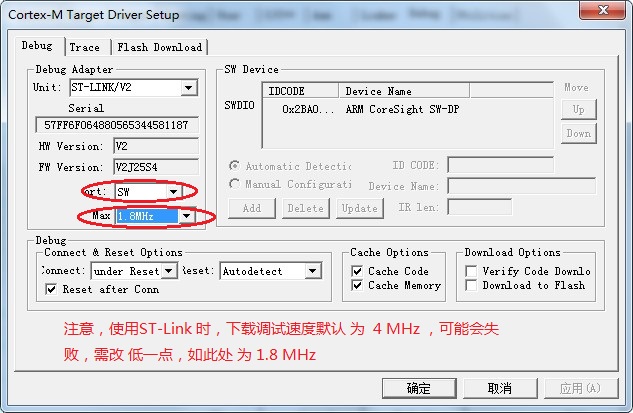 Cortex-M Target Driver Setup
Debug Trace Flash Download
Debug Adapter
Unit: ST-LINK/V2
Serial
57FF6F064880565344581187
HW Version: V2
FW Version: V2J25S4
ort: SW
Max 1.8MHz
SW Device
IDCODE Device Name
SWDIO 0x2BA0... ARM CoreSight SW-DP
Move
Up
Down
Automatic Detectio
Manual Configurati
ID CODE:
Device Name:
Add Delete Update IR len:
Debug
Connect & Reset Options
Connect: under Reset Reset: Autodetect
Reset after Conn
Cache Options
Cache Code
Cache Memory
Download Options
Verify Code Downlo
Download to Flash
注意，使用ST-Link 时，下载调试速度默认 为 4 MHz ，可能会失
败，需改 低一点，如此处 为 1.8 MHz
确定 取消 应用(A)